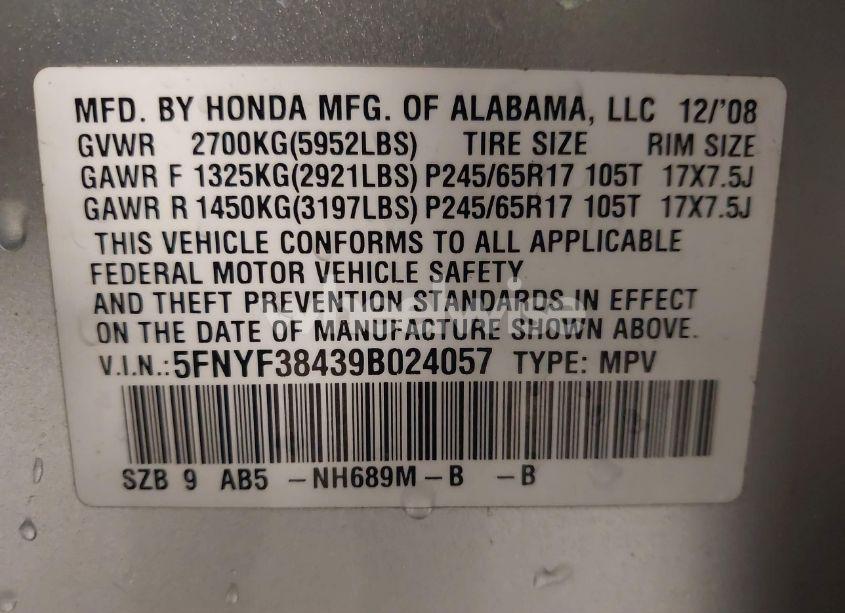 MFD. BY HONDA MFG. OF ALABAMA, LLC 12/'08
GVWR 2700KG(5952LBS) TIRE SIZE RIM SIZE
GAWR F 1325KG(2921LBS) P245/65R17 105T 17X7.5J
GAWR R 1450KG(3197LBS) P245/65R17 105T 17X7.5J
THIS VEHICLE CONFORMS TO ALL APPLICABLE
FEDERAL MOTOR VEHICLE SAFETY
AND THEFT PREVENTION STANDARDS IN EFFECT
ON THE DATE OF MANUFACTURE SHOWN ABOVE.
V.I.N.:5FNYF38439B024057 TYPE: MPV
SZB 9 AB5 -NH689M-B -B